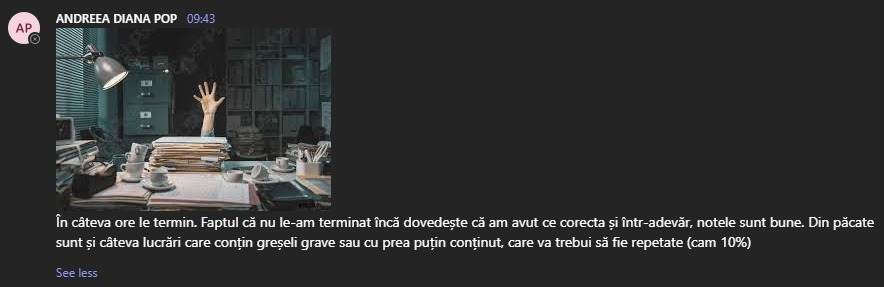 AP
ANDREEA DIANA POP 09:43
În câteva ore le termin. Faptul că nu le-am terminat încă dovedește că am avut ce corecta și într-adevăr, notele sunt bune. Din păcate
sunt și câteva lucrări care conțin greșeli grave sau cu prea puțin conținut, care va trebui să fie repetate (cam 10%)
See less